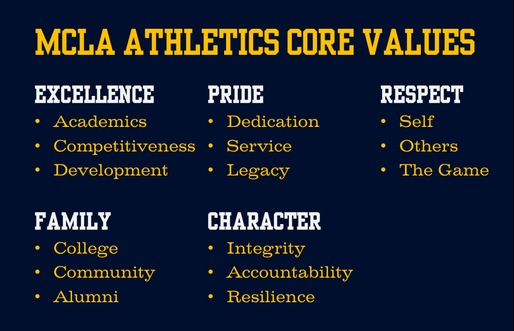 MCLA ATHLETICS CORE VALUES
EXCELLENCE
• Academics
• Competitiveness
• Development
PRIDE
• Dedication
• Service
• Legacy
RESPECT
• Self
• Others
• The Game
FAMILY
• College
• Community
• Alumni
CHARACTER
• Integrity
• Accountability
• Resilience